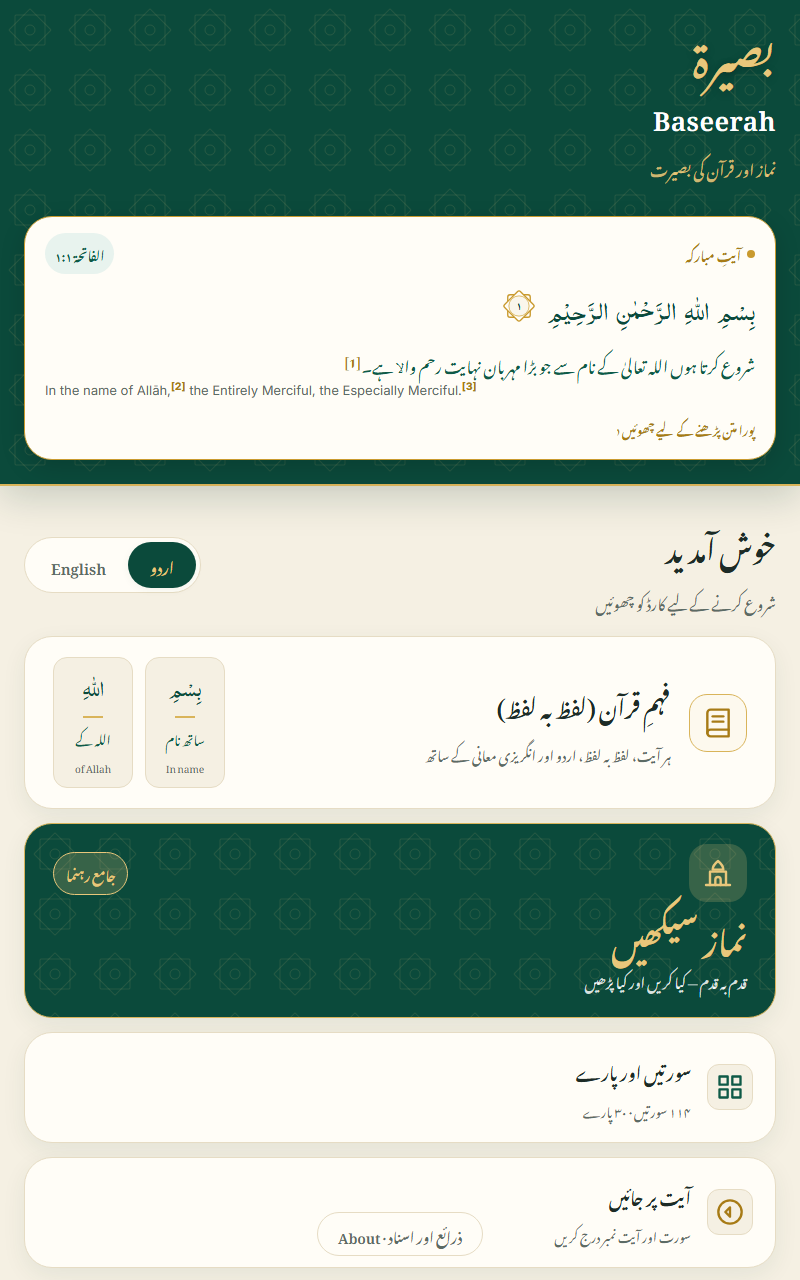 بصيرة
Baseerah
نماز اور قرآن کی بصیرت
آیتِ مبارکہ
الفاتحة ۱:۱
بِسْمِ اللّٰهِ الرَّحْمٰنِ الرَّحِيْمِ ۱
شروع کرتا ہوں اللہ تعالیٰ کے نام سے جو بڑا مہربان نہایت رحم والا ہے۔[1]
In the name of Allāh,[2] the Entirely Merciful, the Especially Merciful.[3]
پورا متن پڑھنے کے لیے چھوئیں ۱
خوش آمدید
اردو
English
شروع کرنے کے لیے کارڈ کو چھوئیں
فہمِ قرآن (لفظ بہ لفظ)
ہر آیت، لفظ بہ لفظ، اردو اور انگریزی معانی کے ساتھ
بِسْمِ
ساتھ نام
In name
اللّٰهِ
اللہ کے
of Allah
جامع رہنما
نماز سیکھیں
قدم بہ قدم — کیا کریں اور کیا پڑھیں
سورتیں اور پارے
۱۱۴ سورتیں · ۳۰ پارے
آیت پر جائیں
سورت اور آیت نمبر درج کریں
ذرائع اور اسناد · About